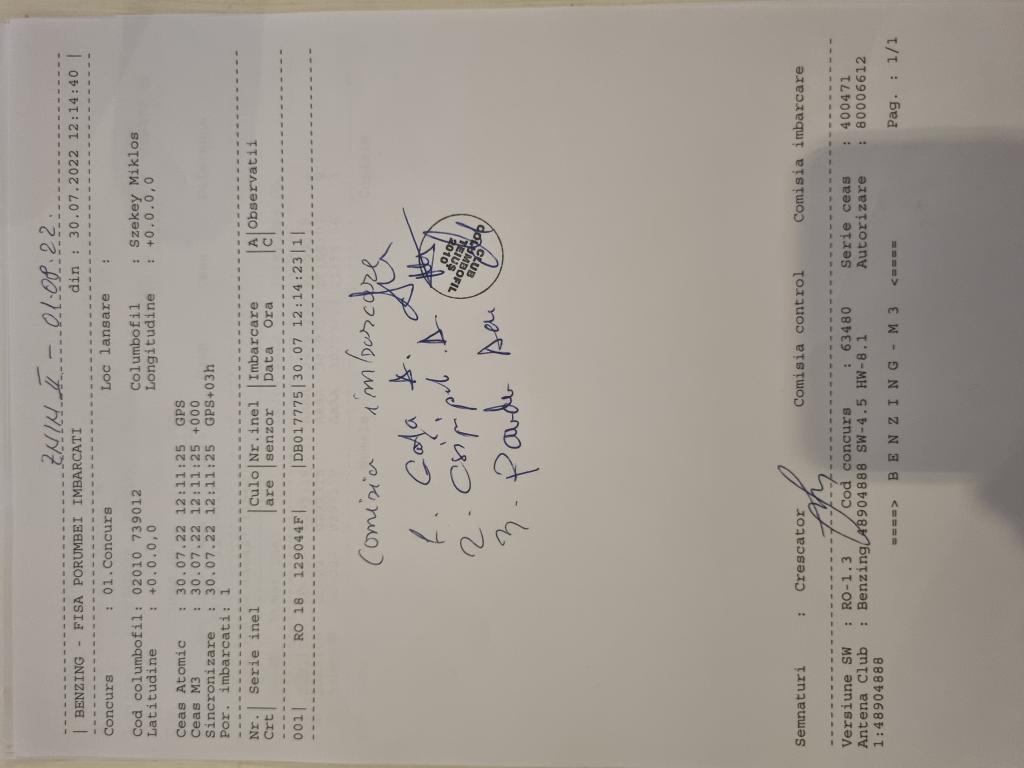 ZNIM II - 01.08.22.
| BENZING - FISA PORUMBEI IMBARCATI din : 30.07.2022 12:14:40 |
Concurs : 01.Concurs Loc lansare :
Cod columbofil: 02010 739012 Columbofil : Szekey Miklos
Latitudine : +0.0.0,0 Longitudine : +0.0.0,0
Ceas Atomic : 30.07.22 12:11:25 GPS
Ceas M3 : 30.07.22 12:11:25 +000
Sincronizare : 30.07.22 12:11:25 GPS+03h
Por. imbarcati: 1
Nr.| Serie inel |Culo|Nr.inel |Imbarcare |A|Observatii
Crt| |are |senzor |Data Ora |C|
001| RO 18 129044F| |DB017775|30.07 12:14:23|1|
Comisia imbarcare
1.
2.
3.
CLUB
COLUMBOFIL
TEIUS
2010
Semnaturi : Crescator Comisia control Comisia imbarcare
Versiune SW : RO-1.3 Cod concurs : 63480 Serie ceas : 400471
Antena Club : Benzing 48904888 SW-4.5 HW-8.1 Autorizare : 80006612
1:48904888
====> B E N Z I N G - M 3 <==== Pag. : 1/1